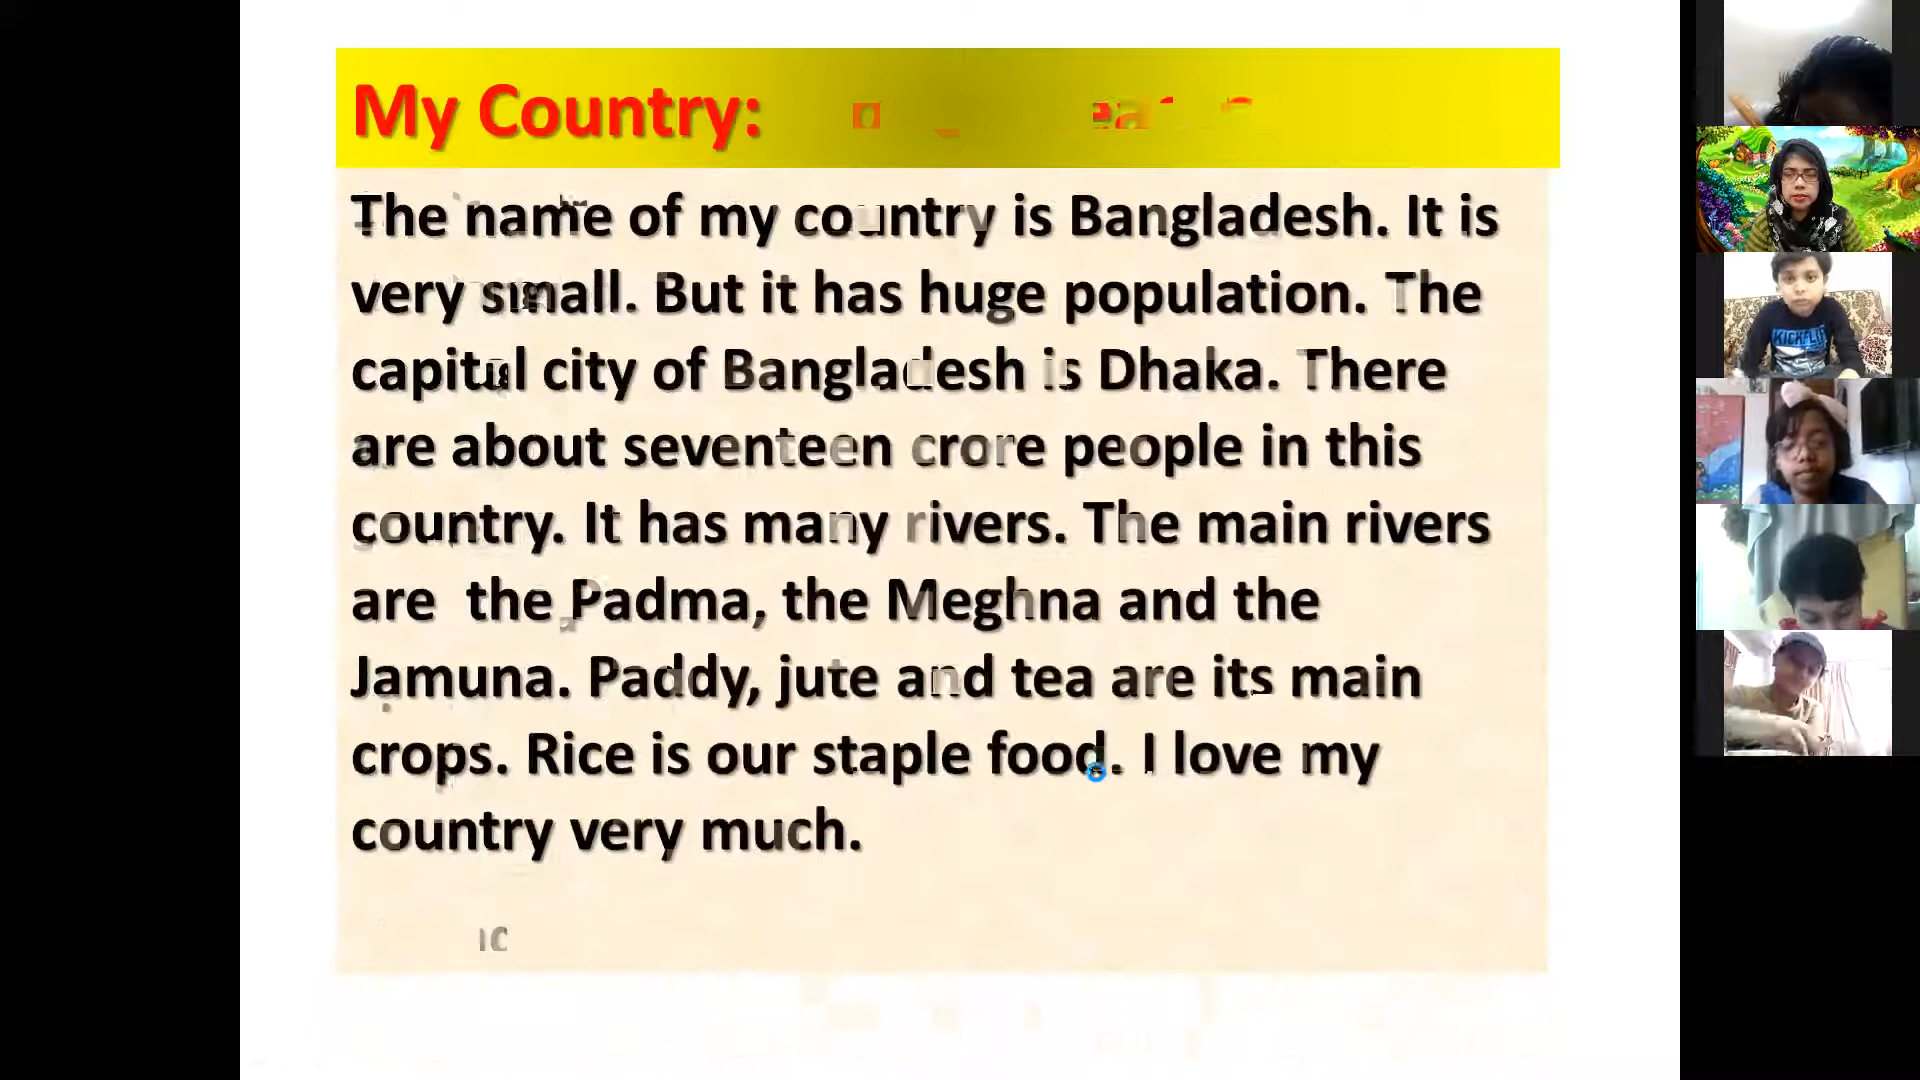 My Country:
The name of my country is Bangladesh. It is
very small. But it has huge population. The
capital city of Bangladesh is Dhaka. There
are about seventeen crore people in this
country. It has many rivers. The main rivers
are the Padma, the Meghna and the
Jamuna. Paddy, jute and tea are its main
crops. Rice is our staple food. I love my
country very much.